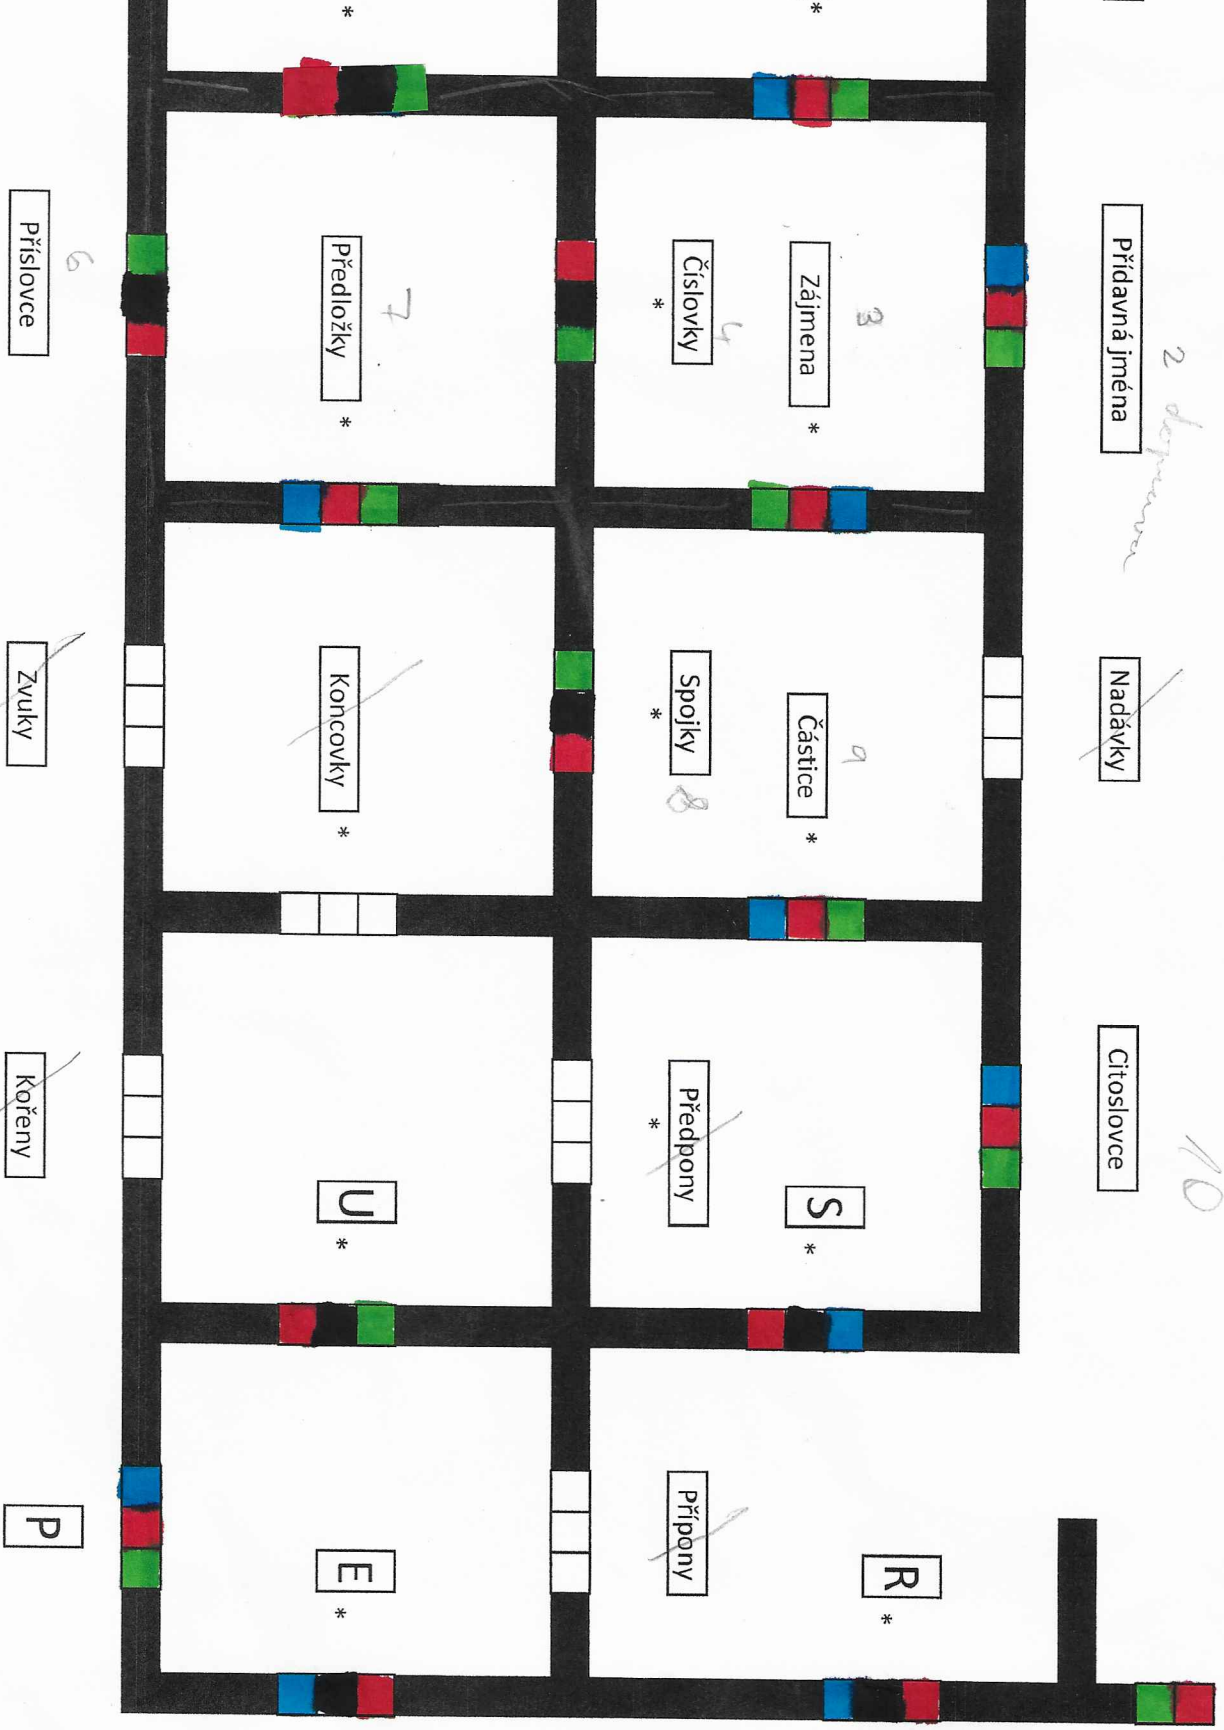 *
*
Přídavná jména
2 doprava
Zájmena
*
3
Číslovky
*
4
Předložky
*
7
Příslovce
6
Nadávky
Částice
*
9
Spojky
*
8
Koncovky
*
Zvuky
Citoslovce
10
S
*
Předpony
*
U
*
Kořeny
R
*
Přípony
E
*
P